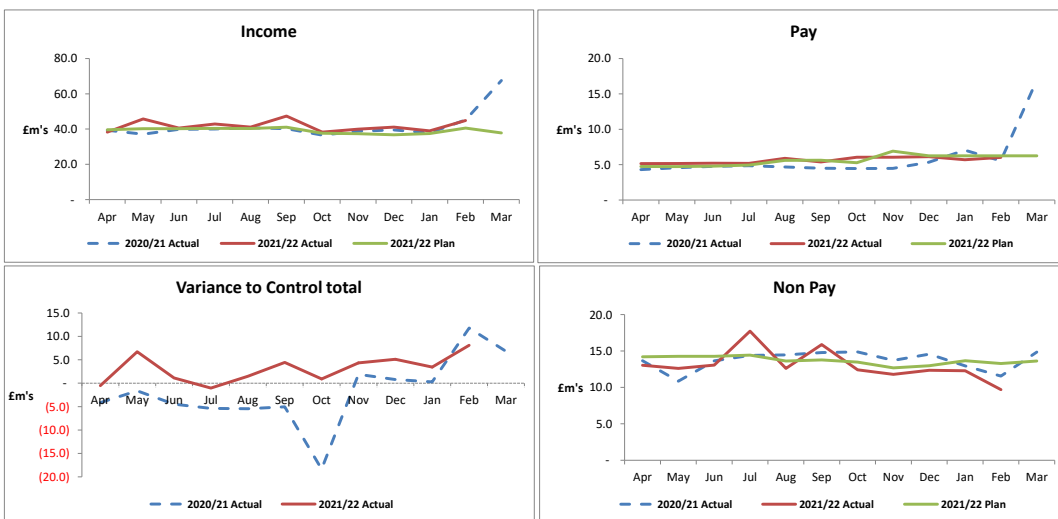 Income
80.0
60.0
£m's
40.0
20.0
-
Apr May Jun Jul Aug Sep Oct Nov Dec Jan Feb Mar
2020/21 Actual 2021/22 Actual 2021/22 Plan
Pay
20.0
15.0
£m's
10.0
5.0
-
Apr May Jun Jul Aug Sep Oct Nov Dec Jan Feb Mar
2020/21 Actual 2021/22 Actual 2021/22 Plan
Variance to Control total
15.0
10.0
5.0
-
£m's
Apr May Jun Jul Aug Sep Oct Nov Dec Jan Feb Mar
(5.0)
(10.0)
(15.0)
(20.0)
2020/21 Actual 2021/22 Actual
Non Pay
20.0
15.0
£m's
10.0
5.0
-
Apr May Jun Jul Aug Sep Oct Nov Dec Jan Feb Mar
2020/21 Actual 2021/22 Actual 2021/22 Plan